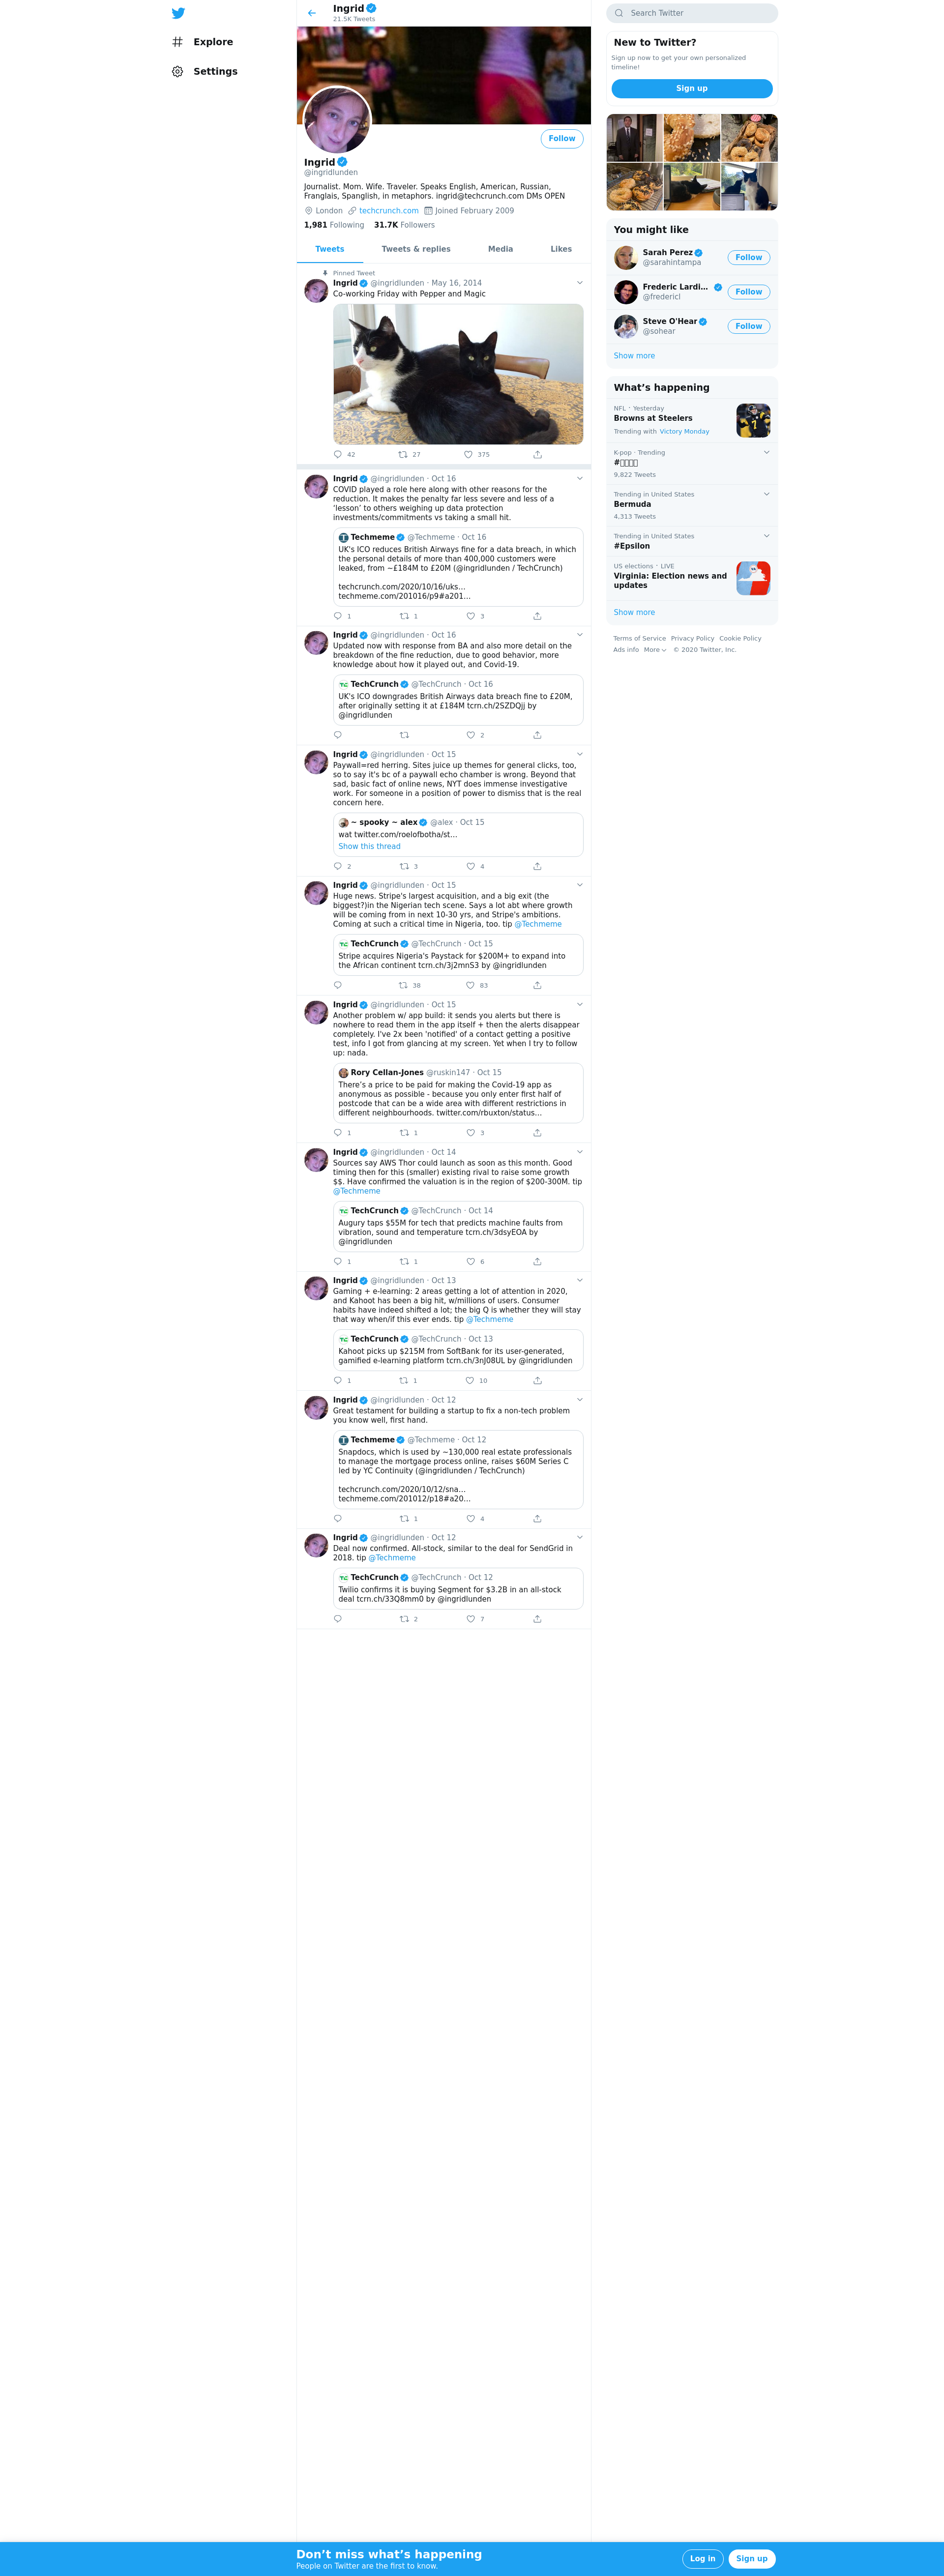 Explore
Settings
Ingrid
21.5K Tweets
Follow
Ingrid
@ingridlunden
Journalist. Mom. Wife. Traveler. Speaks English, American, Russian,
Franglais, Spanglish, in metaphors. ingrid@techcrunch.com DMs OPEN
London techcrunch.com Joined February 2009
1,981 Following 31.7K Followers
Tweets Tweets & replies Media Likes
Pinned Tweet
Ingrid @ingridlunden · May 16, 2014
Co-working Friday with Pepper and Magic
42 27 375
Ingrid @ingridlunden · Oct 16
COVID played a role here along with other reasons for the
reduction. It makes the penalty far less severe and less of a
‘lesson’ to others weighing up data protection
investments/commitments vs taking a small hit.
Techmeme @Techmeme · Oct 16
UK's ICO reduces British Airways fine for a data breach, in which
the personal details of more than 400,000 customers were
leaked, from ~£184M to £20M (@ingridlunden / TechCrunch)
techcrunch.com/2020/10/16/uks…
techmeme.com/201016/p9#a201…
1 1 3
Ingrid @ingridlunden · Oct 16
Updated now with response from BA and also more detail on the
breakdown of the fine reduction, due to good behavior, more
knowledge about how it played out, and Covid-19.
TechCrunch @TechCrunch · Oct 16
UK's ICO downgrades British Airways data breach fine to £20M,
after originally setting it at £184M tcrn.ch/2SZDQjj by
@ingridlunden
2
Ingrid @ingridlunden · Oct 15
Paywall=red herring. Sites juice up themes for general clicks, too,
so to say it's bc of a paywall echo chamber is wrong. Beyond that
sad, basic fact of online news, NYT does immense investigative
work. For someone in a position of power to dismiss that is the real
concern here.
~ spooky ~ alex @alex · Oct 15
wat twitter.com/roelofbotha/st…
Show this thread
2 3 4
Ingrid @ingridlunden · Oct 15
Huge news. Stripe's largest acquisition, and a big exit (the
biggest?)in the Nigerian tech scene. Says a lot abt where growth
will be coming from in next 10-30 yrs, and Stripe's ambitions.
Coming at such a critical time in Nigeria, too. tip @Techmeme
TechCrunch @TechCrunch · Oct 15
Stripe acquires Nigeria's Paystack for $200M+ to expand into
the African continent tcrn.ch/3j2mnS3 by @ingridlunden
38 83
Ingrid @ingridlunden · Oct 15
Another problem w/ app build: it sends you alerts but there is
nowhere to read them in the app itself + then the alerts disappear
completely. I've 2x been 'notified' of a contact getting a positive
test, info I got from glancing at my screen. Yet when I try to follow
up: nada.
Rory Cellan-Jones @ruskin147 · Oct 15
There’s a price to be paid for making the Covid-19 app as
anonymous as possible - because you only enter first half of
postcode that can be a wide area with different restrictions in
different neighbourhoods. twitter.com/rbuxton/status…
1 1 3
Ingrid @ingridlunden · Oct 14
Sources say AWS Thor could launch as soon as this month. Good
timing then for this (smaller) existing rival to raise some growth
$$. Have confirmed the valuation is in the region of $200-300M. tip
@Techmeme
TechCrunch @TechCrunch · Oct 14
Augury taps $55M for tech that predicts machine faults from
vibration, sound and temperature tcrn.ch/3dsyEOA by
@ingridlunden
1 1 6
Ingrid @ingridlunden · Oct 13
Gaming + e-learning: 2 areas getting a lot of attention in 2020,
and Kahoot has been a big hit, w/millions of users. Consumer
habits have indeed shifted a lot; the big Q is whether they will stay
that way when/if this ever ends. tip @Techmeme
TechCrunch @TechCrunch · Oct 13
Kahoot picks up $215M from SoftBank for its user-generated,
gamified e-learning platform tcrn.ch/3nJ08UL by @ingridlunden
1 1 10
Ingrid @ingridlunden · Oct 12
Great testament for building a startup to fix a non-tech problem
you know well, first hand.
Techmeme @Techmeme · Oct 12
Snapdocs, which is used by ~130,000 real estate professionals
to manage the mortgage process online, raises $60M Series C
led by YC Continuity (@ingridlunden / TechCrunch)
techcrunch.com/2020/10/12/sna…
techmeme.com/201012/p18#a20…
1 4
Ingrid @ingridlunden · Oct 12
Deal now confirmed. All-stock, similar to the deal for SendGrid in
2018. tip @Techmeme
TechCrunch @TechCrunch · Oct 12
Twilio confirms it is buying Segment for $3.2B in an all-stock
deal tcrn.ch/33Q8mm0 by @ingridlunden
2 7
Search Twitter
New to Twitter?
Sign up now to get your own personalized
timeline!
Sign up
You might like
Sarah Perez
@sarahintampa
Follow
Frederic Lardi...
@fredericl
Follow
Steve O'Hear
@sohear
Follow
Show more
What’s happening
NFL · Yesterday
Browns at Steelers
Trending with Victory Monday
K-pop · Trending
#
9,822 Tweets
Trending in United States
Bermuda
4,313 Tweets
Trending in United States
#Epsilon
US elections · LIVE
Virginia: Election news and
updates
Show more
Terms of Service Privacy Policy Cookie Policy
Ads info More © 2020 Twitter, Inc.
Don’t miss what’s happening
People on Twitter are the first to know.
Log in Sign up